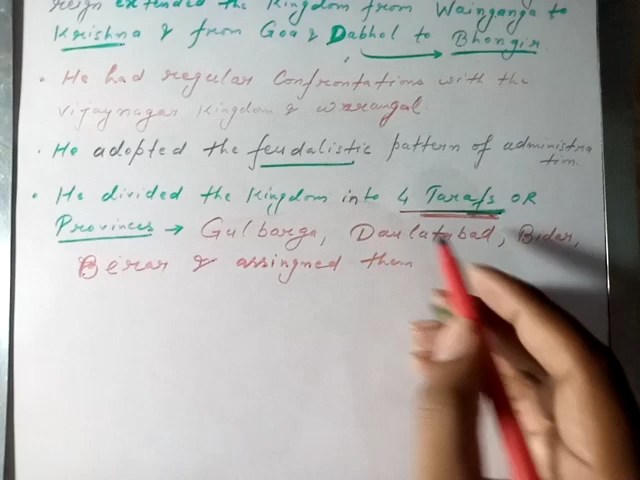 reign extended the Kingdom from Wainganga to
Krishna & from Goa & Dabhol to Bhongir
• He had regular Confrontations with the
Vijaynagar Kingdom & warangal.
• He adopted the feudalistic pattern of administra
tion.
• He divided the Kingdom into 4 Tarafs OR
Provinces → Gulbarga, Daulatabad, Bidar,
Berar & assingned them